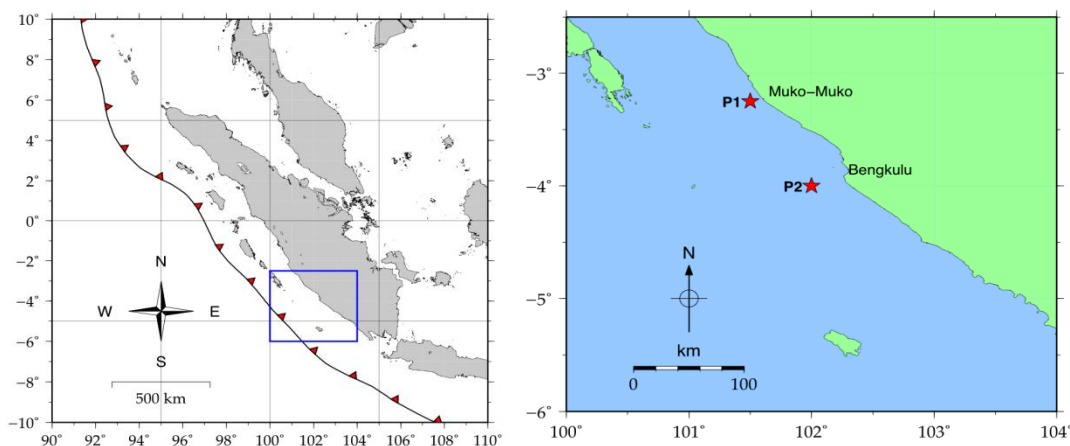 10°
8°
6°
4°
2°
0°
−2°
−4°
−6°
−8°
−10°
N
W E
S
500 km
90° 92° 94° 96° 98° 100° 102° 104° 106° 108° 110°
−3°
−4°
−5°
−6°
P1
Muko−Muko
Bengkulu
P2
N
km
0 100
100° 101° 102° 103° 104°